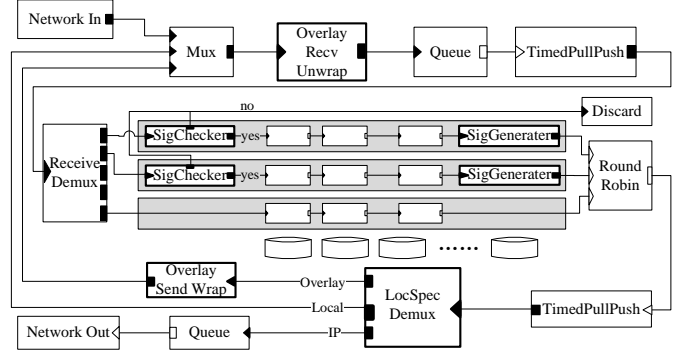 Network In
Mux
Overlay
Recv
Unwrap
Queue
TimedPullPush
no
Discard
Receive
Demux
SigChecker
yes
SigGenerater
SigChecker
yes
SigGenerater
Round
Robin
......
Overlay
Send Wrap
Overlay
Local
IP
LocSpec
Demux
TimedPullPush
Network Out
Queue